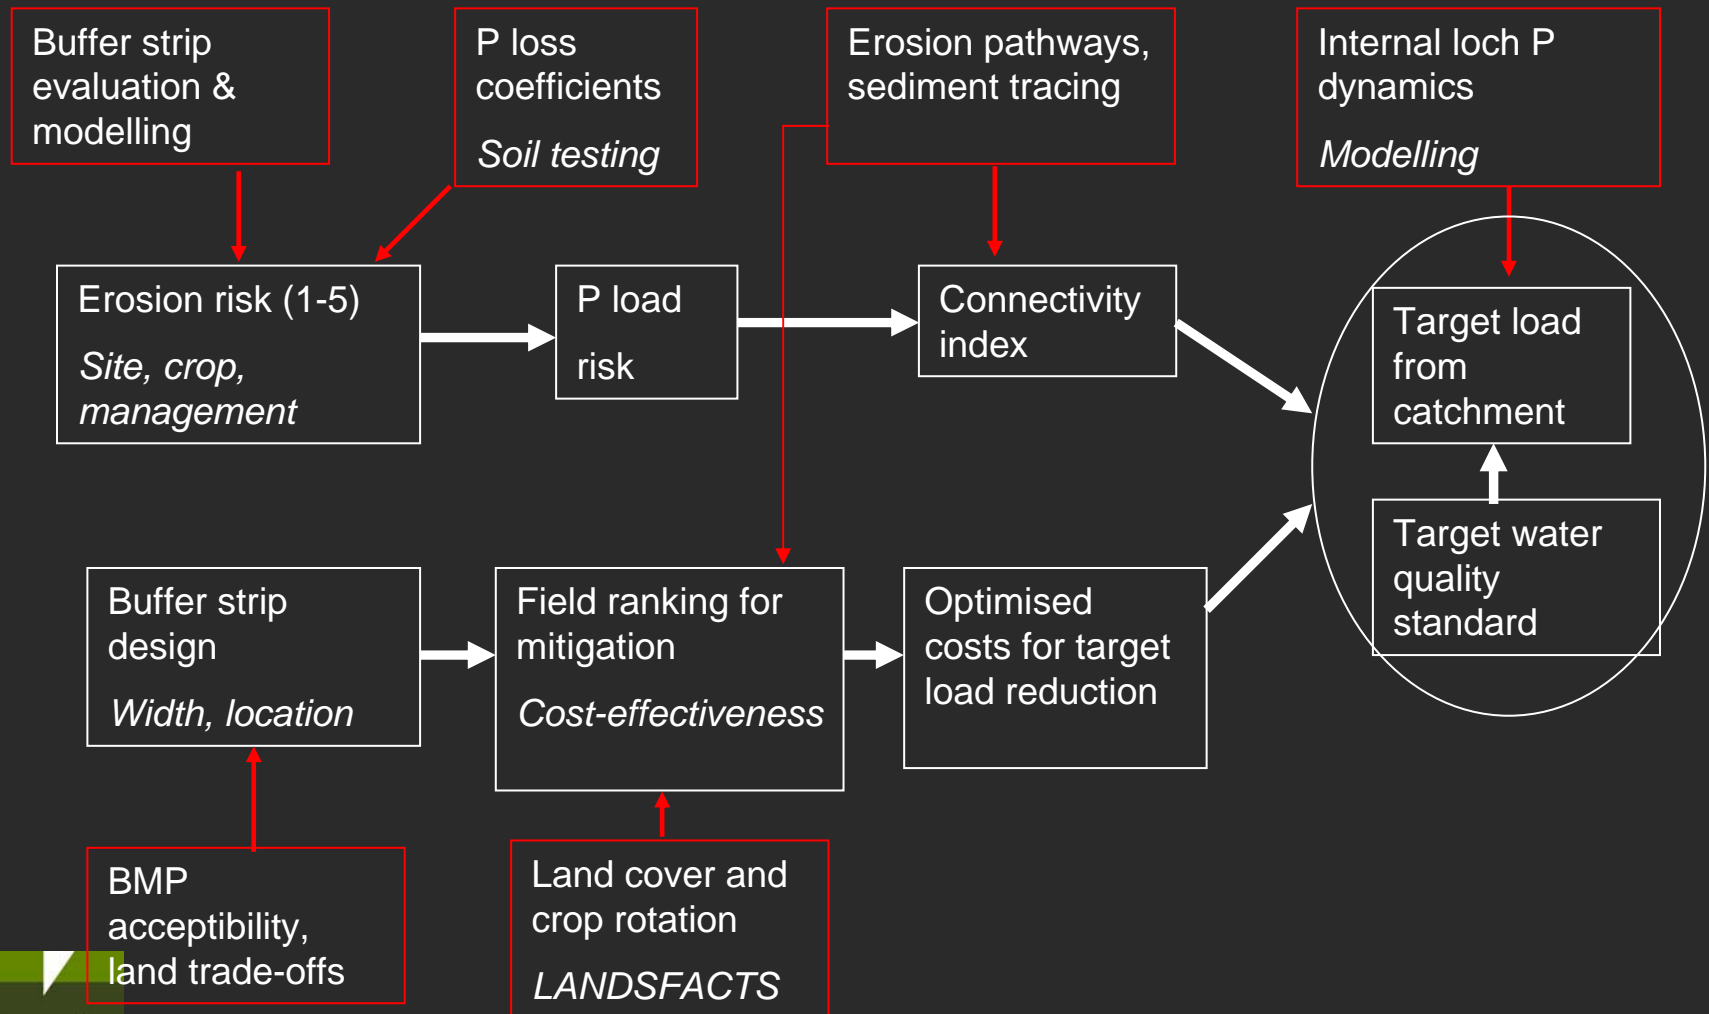 Buffer strip
evaluation &
modelling
P loss
coefficients
Soil testing
Erosion pathways,
sediment tracing
Internal loch P
dynamics
Modelling
Erosion risk (1-5)
Site, crop,
management
P load
risk
Connectivity
index
Target load
from
catchment
Target water
quality
standard
Buffer strip
design
Width, location
Field ranking for
mitigation
Cost-effectiveness
Optimised
costs for target
load reduction
BMP
acceptibility,
land trade-offs
Land cover and
crop rotation
LANDSFACTS